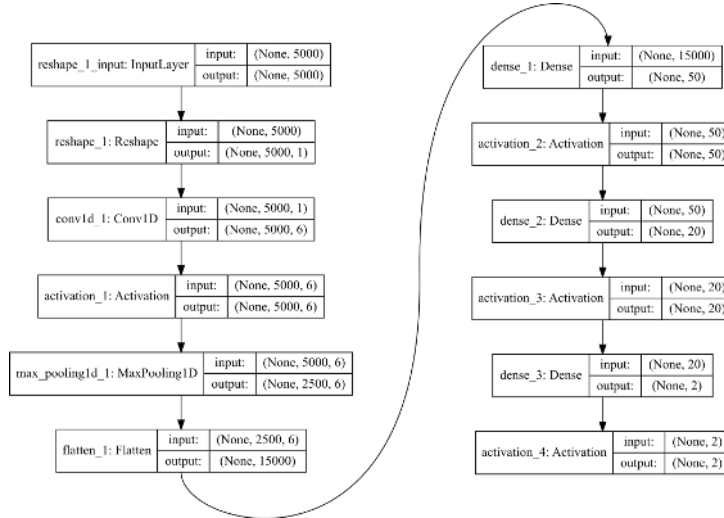 reshape_1_input: InputLayer
input: (None, 5000)
output: (None, 5000)
reshape_1: Reshape
input: (None, 5000)
output: (None, 5000, 1)
conv1d_1: Conv1D
input: (None, 5000, 1)
output: (None, 5000, 6)
activation_1: Activation
input: (None, 5000, 6)
output: (None, 5000, 6)
max_pooling1d_1: MaxPooling1D
input: (None, 5000, 6)
output: (None, 2500, 6)
flatten_1: Flatten
input: (None, 2500, 6)
output: (None, 15000)
dense_1: Dense
input: (None, 15000)
output: (None, 50)
activation_2: Activation
input: (None, 50)
output: (None, 50)
dense_2: Dense
input: (None, 50)
output: (None, 20)
activation_3: Activation
input: (None, 20)
output: (None, 20)
dense_3: Dense
input: (None, 20)
output: (None, 2)
activation_4: Activation
input: (None, 2)
output: (None, 2)